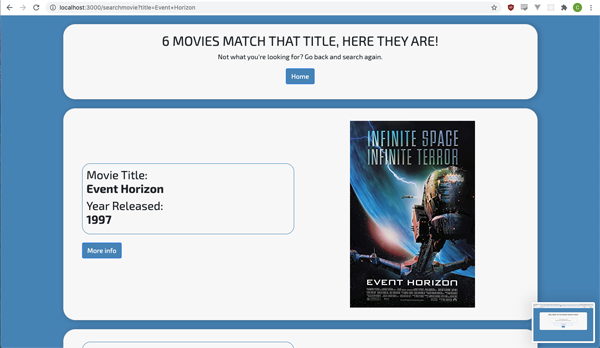 localhost:3000/searchmovie?title=Event+Horizon
6 MOVIES MATCH THAT TITLE, HERE THEY ARE!
Not what you're looking for? Go back and search again.
Home
INFINITE SPACE
INFINITE TERROR
Movie Title:
Event Horizon
Year Released:
1997
More info
EVENT HORIZON